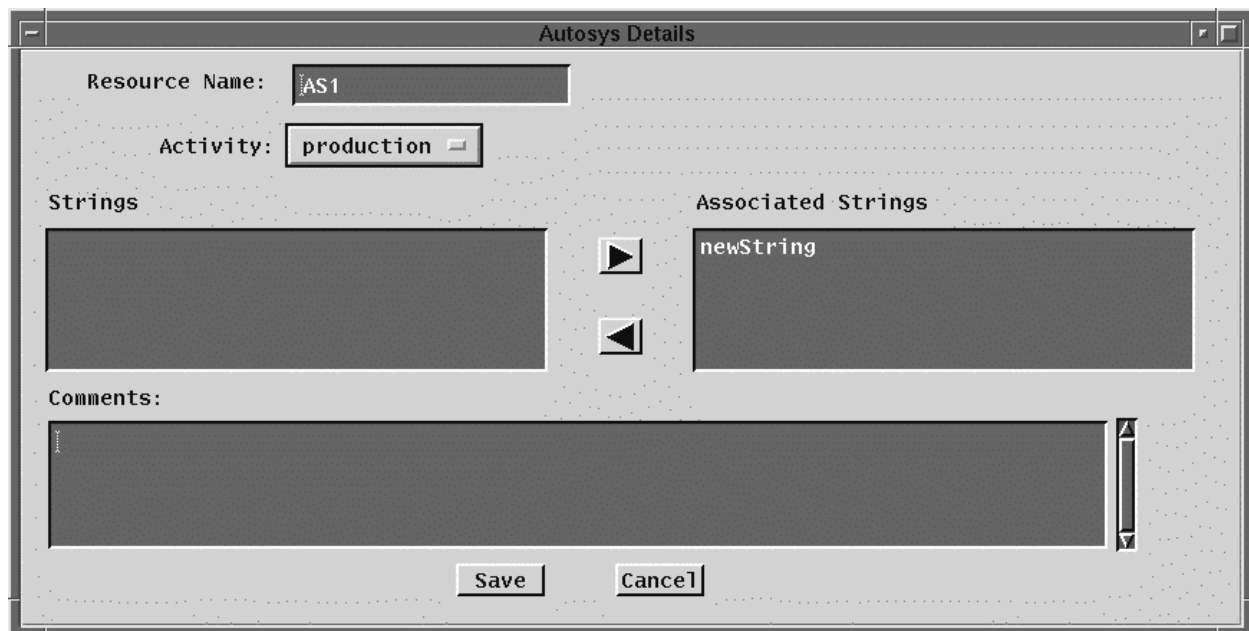 Autosys Details
Resource Name: AS1
Activity: production
Strings
Associated Strings
newString
Comments:
Save Cancel